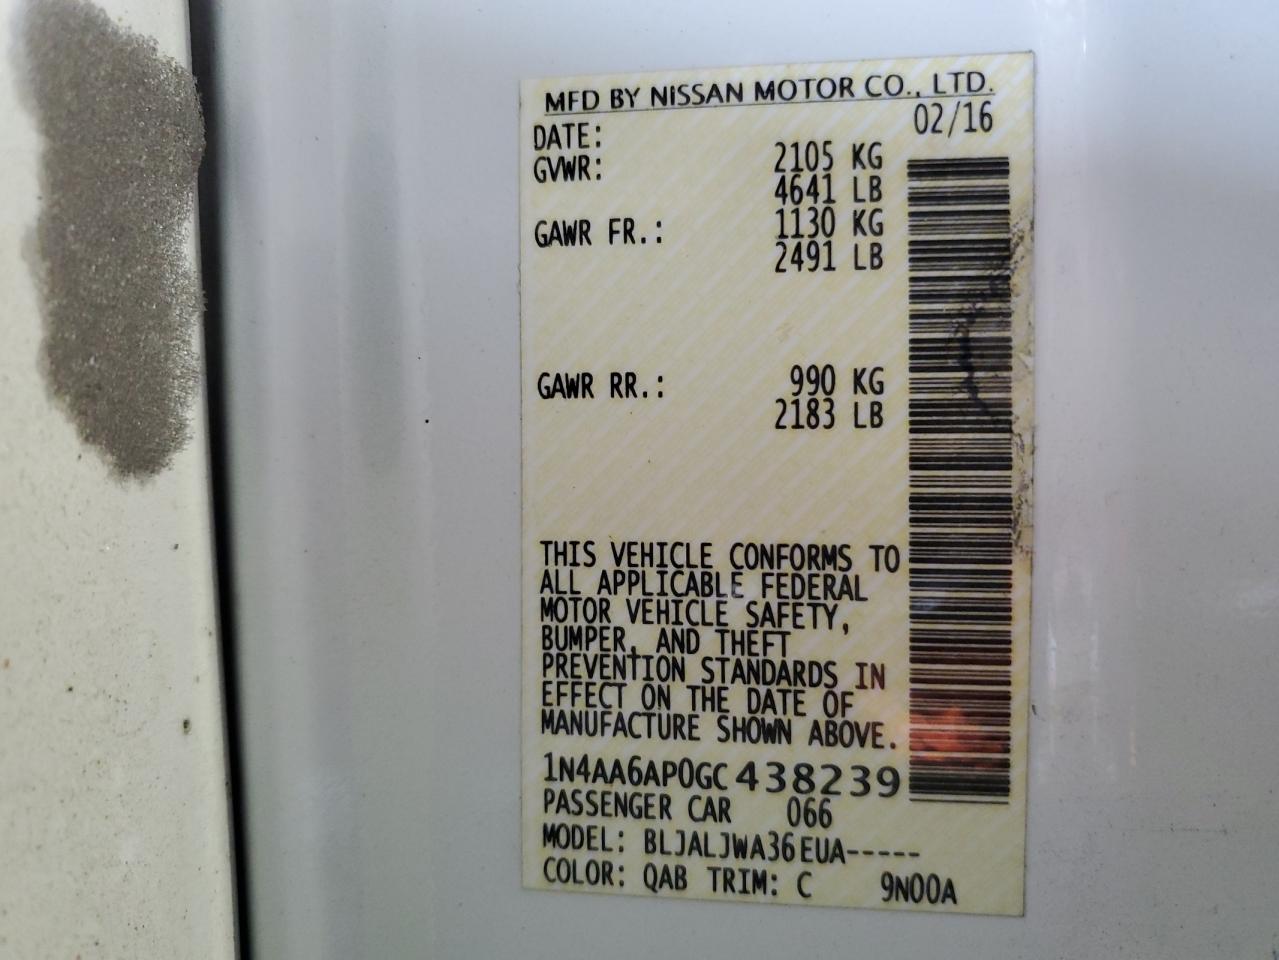 MFD BY NISSAN MOTOR CO., LTD.
DATE: 02/16
GVWR: 2105 KG
4641 LB
GAWR FR.: 1130 KG
2491 LB
GAWR RR.: 990 KG
2183 LB
THIS VEHICLE CONFORMS TO
ALL APPLICABLE FEDERAL
MOTOR VEHICLE SAFETY,
BUMPER, AND THEFT
PREVENTION STANDARDS IN
EFFECT ON THE DATE OF
MANUFACTURE SHOWN ABOVE.
1N4AA6AP0GC438239
PASSENGER CAR 066
MODEL: BLJALJWA36EUA-----
COLOR: QAB TRIM: C 9N00A